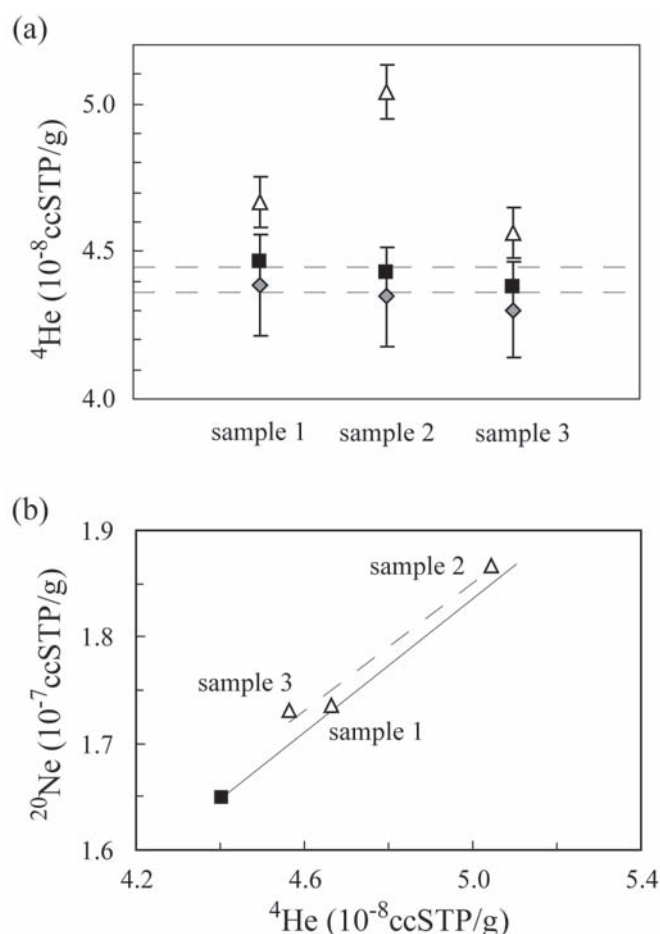 (a)
⁴He (10⁻⁸ccSTP/g)
5.0
4.5
4.0
sample 1 sample 2 sample 3
(b)
²⁰Ne (10⁻⁷ccSTP/g)
1.9
1.8
1.7
1.6
sample 2
sample 3
sample 1
4.2 4.6 5.0 5.4
⁴He (10⁻⁸ccSTP/g)